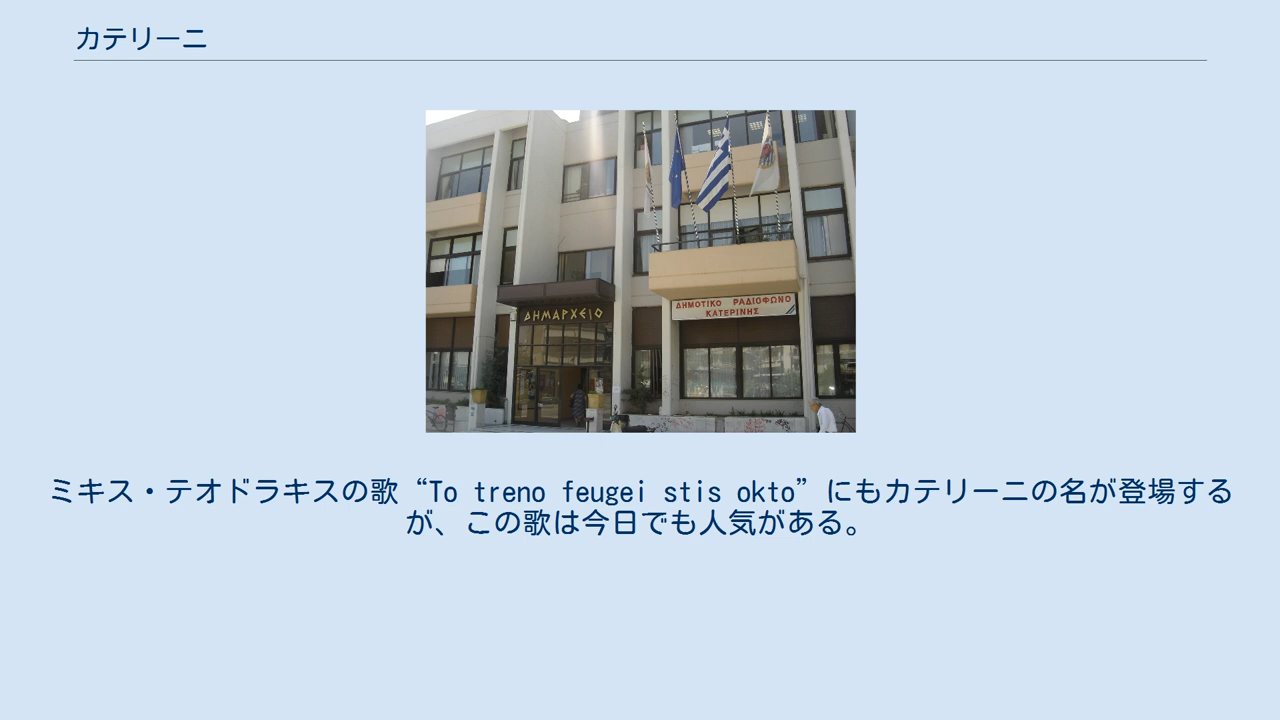 カテリーニ
ΔΗΜΑΡΧΕΙΟ
ΔΗΜΟΤΙΚΟ ΡΑΔΙΟΦΩΝΟ
ΚΑΤΕΡΙΝΗΣ
ミキス・テオドラキスの歌“To treno feugei stis okto”にもカテリーニの名が登場する
が、この歌は今日でも人気がある。